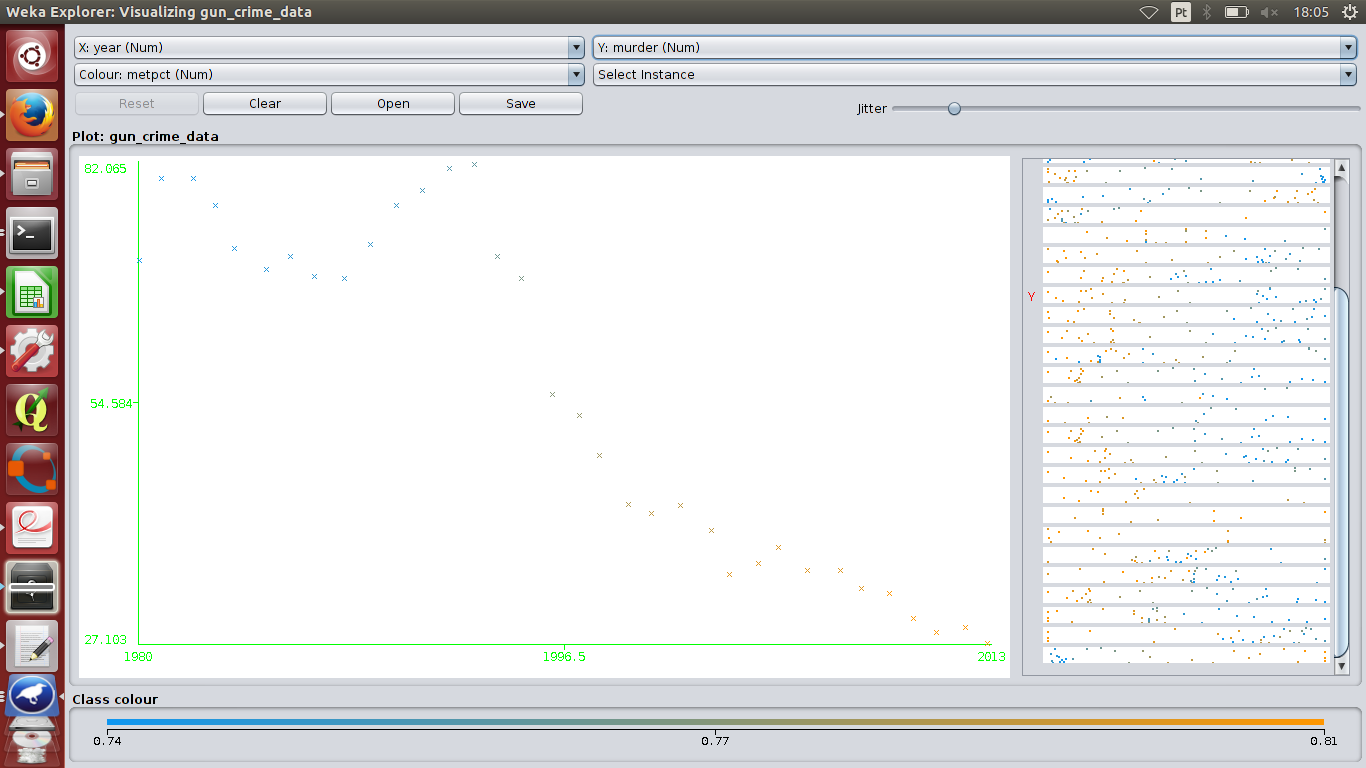 Weka Explorer: Visualizing gun_crime_data
Pt
18:05
X: year (Num)
Y: murder (Num)
Colour: metpct (Num)
Select Instance
Reset
Clear
Open
Save
Jitter
Plot: gun_crime_data
82.065
54.584
27.103
1980
1996.5
2013
Y
Class colour
0.74
0.77
0.81